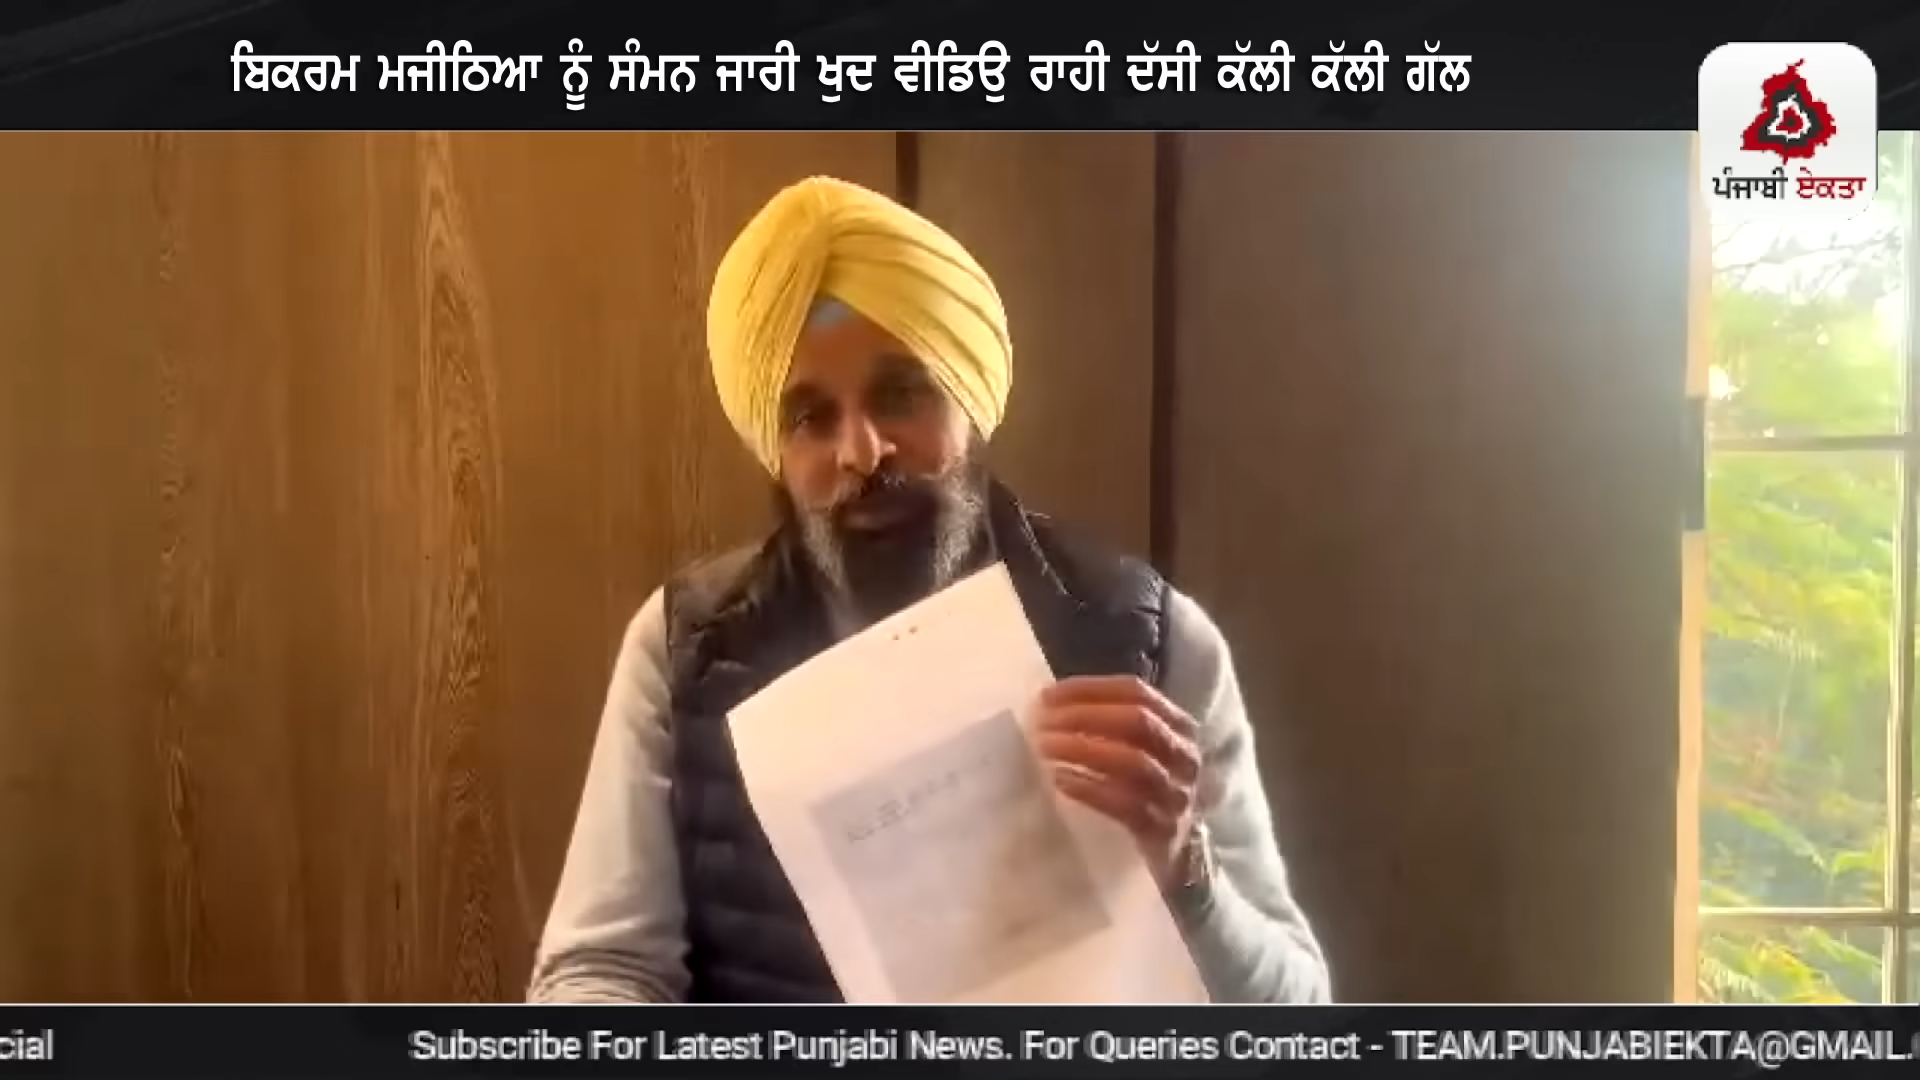 ਬਿਕਰਮ ਮਜੀਠਿਆ ਨੂੰ ਸੰਮਨ ਜਾਰੀ ਖੁਦ ਵੀਡਿਉ ਰਾਹੀ ਦੱਸੀ ਕੱਲੀ ਕੱਲੀ ਗੱਲ
ਪੰਜਾਬੀ ਏਕਤਾ
cial Subscribe For Latest Punjabi News. For Queries Contact - TEAM.PUNJABIEKTA@GMAIL.